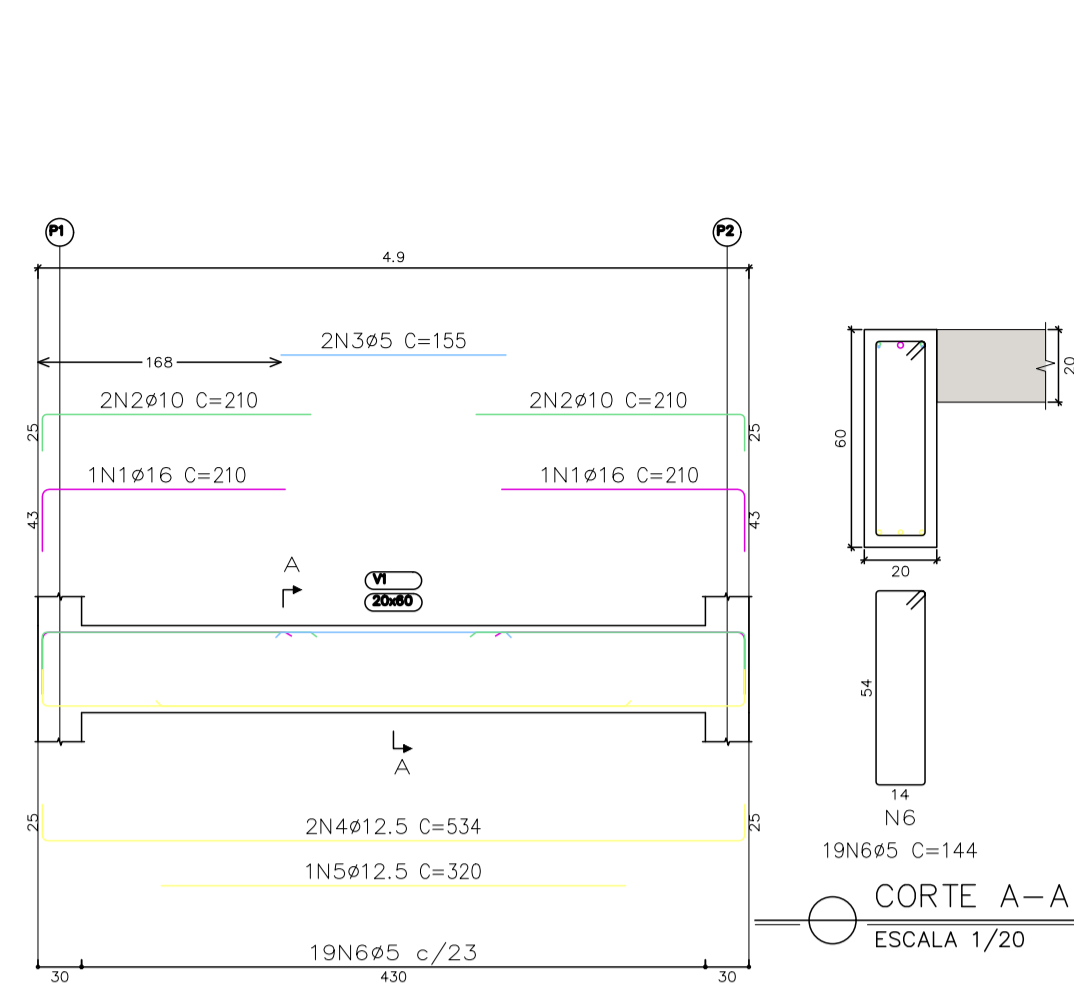 P1
P2
4.9
2N3ø5 C=155
168
2N2ø10 C=210
2N2ø10 C=210
25
25
1N1ø16 C=210
1N1ø16 C=210
43
43
A
V1
20x60
A
2N4ø12.5 C=534
25
25
1N5ø12.5 C=320
19N6ø5 c/23
30
430
30
60
20
20
54
14
N6
19N6ø5 C=144
CORTE A-A
ESCALA 1/20